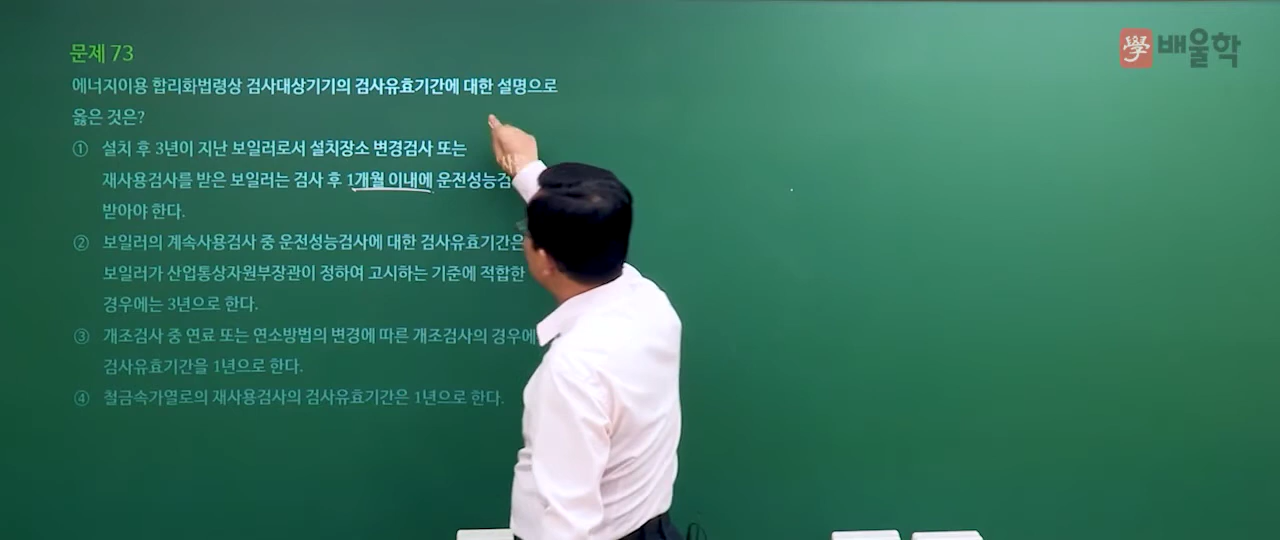 문제 73
學 배울학
에너지이용 합리화법령상 검사대상기기의 검사유효기간에 대한 설명으로
옳은 것은?
① 설치 후 3년이 지난 보일러로서 설치장소 변경검사 또는
재사용검사를 받은 보일러는 검사 후 1개월 이내에
받아야 한다.
② 보일러의 계속사용검사 중 운전성능검사에 대한 검사유효기간은
보일러가 산업통상자원부장관이 정하여 고시하는 기준에 적합한
경우에는 3년으로 한다.
③ 개조검사 중 연료 또는 연소방법의 변경에 따른 개조검사의 경우에
검사유효기간을 1년으로 한다.
④ 철금속가열로의 재사용검사의 검사유효기간은 1년으로 한다.